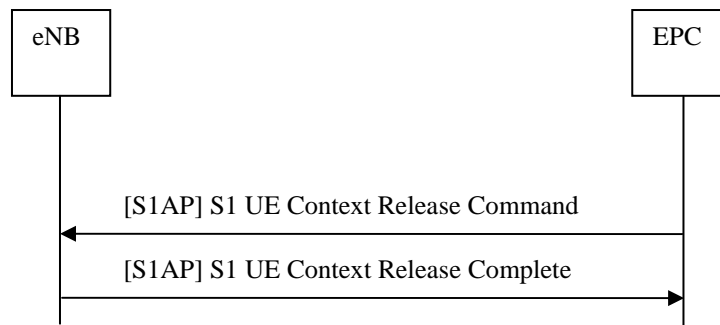 eNB
EPC
[S1AP] S1 UE Context Release Command
[S1AP] S1 UE Context Release Complete